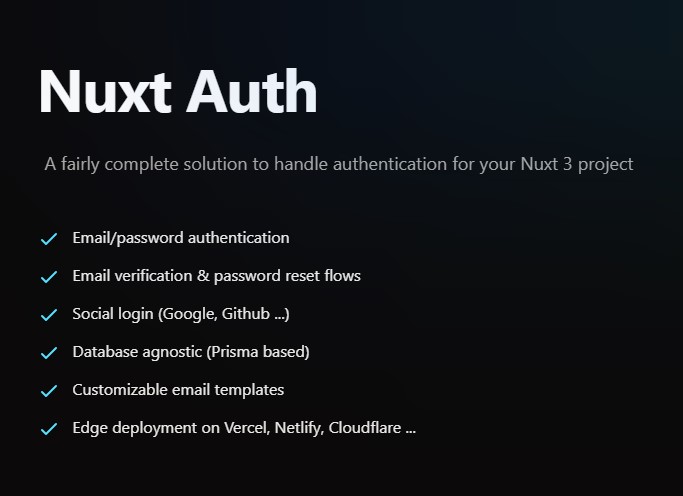 Nuxt Auth
A fairly complete solution to handle authentication for your Nuxt 3 project
Email/password authentication
Email verification & password reset flows
Social login (Google, Github ...)
Database agnostic (Prisma based)
Customizable email templates
Edge deployment on Vercel, Netlify, Cloudflare ...